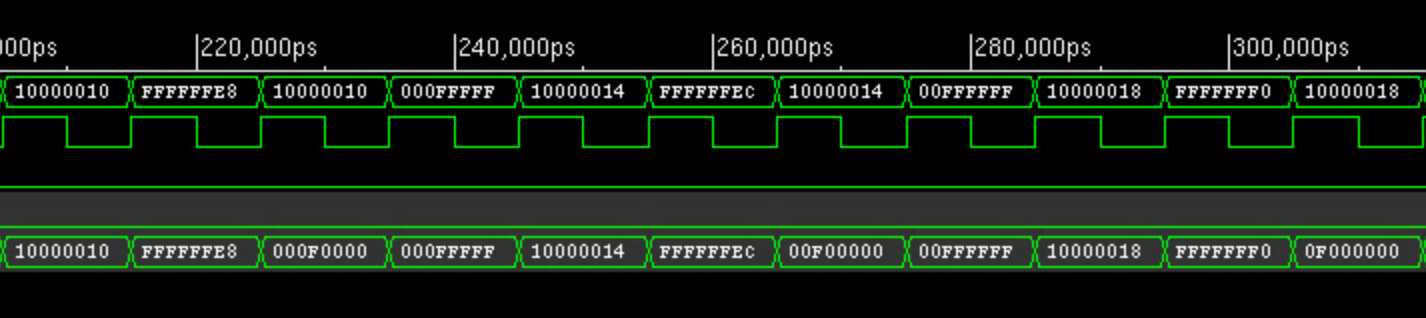 00ps 220,000ps 240,000ps 260,000ps 280,000ps 300,000ps
10000010 FFFFFFE8 10000010 000FFFFF 10000014 FFFFFFEC 10000014 00FFFFFF 10000018 FFFFFFF0 10000018
10000010 FFFFFFE8 000F0000 000FFFFF 10000014 FFFFFFEC 00F00000 00FFFFFF 10000018 FFFFFFF0 0F000000